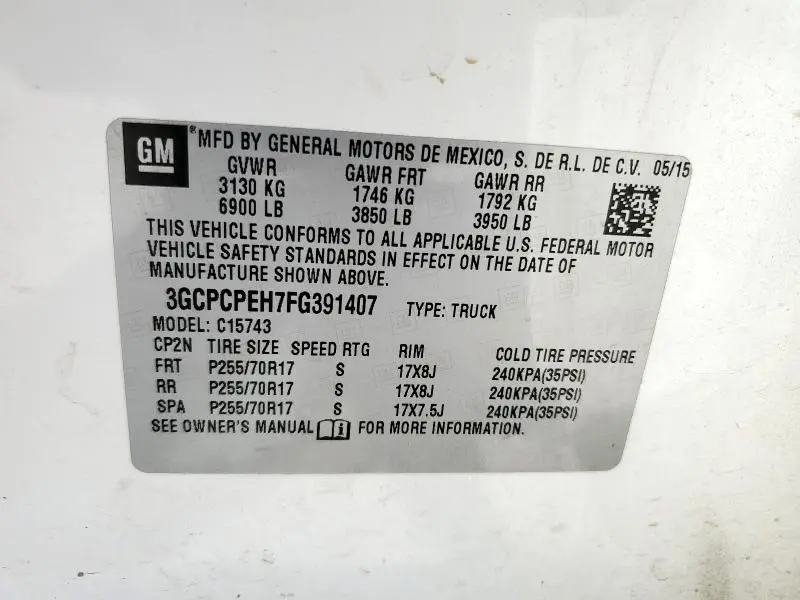 GM ®MFD BY GENERAL MOTORS DE MEXICO, S. DE R.L. DE C.V. 05/15
GVWR GAWR FRT GAWR RR
3130 KG 1746 KG 1792 KG
6900 LB 3850 LB 3950 LB
THIS VEHICLE CONFORMS TO ALL APPLICABLE U.S. FEDERAL MOTOR
VEHICLE SAFETY STANDARDS IN EFFECT ON THE DATE OF
MANUFACTURE SHOWN ABOVE.
3GCPCPEH7FG391407 TYPE: TRUCK
MODEL: C15743
CP2N TIRE SIZE SPEED RTG RIM COLD TIRE PRESSURE
FRT P255/70R17 S 17X8J 240KPA(35PSI)
RR P255/70R17 S 17X8J 240KPA(35PSI)
SPA P255/70R17 S 17X7.5J 240KPA(35PSI)
SEE OWNER'S MANUAL i FOR MORE INFORMATION.